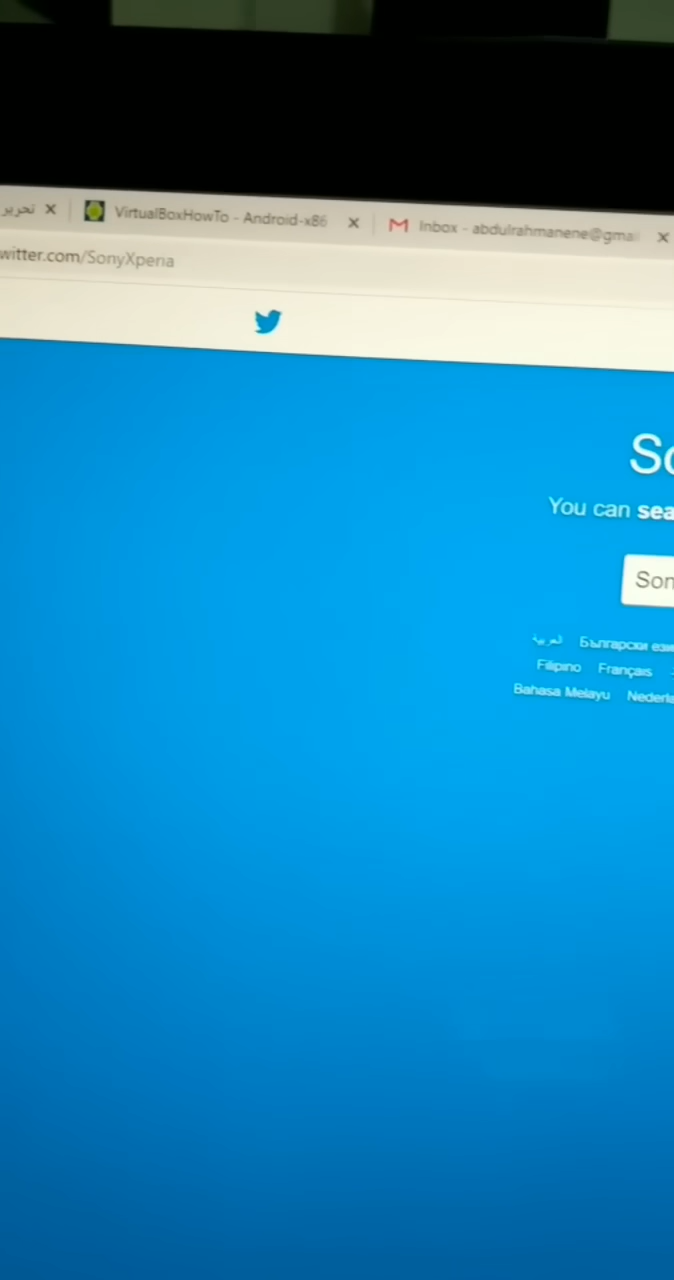 تحرير
VirtualBoxHowTo - Android-x86
Inbox - abdulrahmanene@gmai
witter.com/SonyXperia
So
You can sea
Son
العربية Български ези
Filipino Français
Bahasa Melayu Nederla